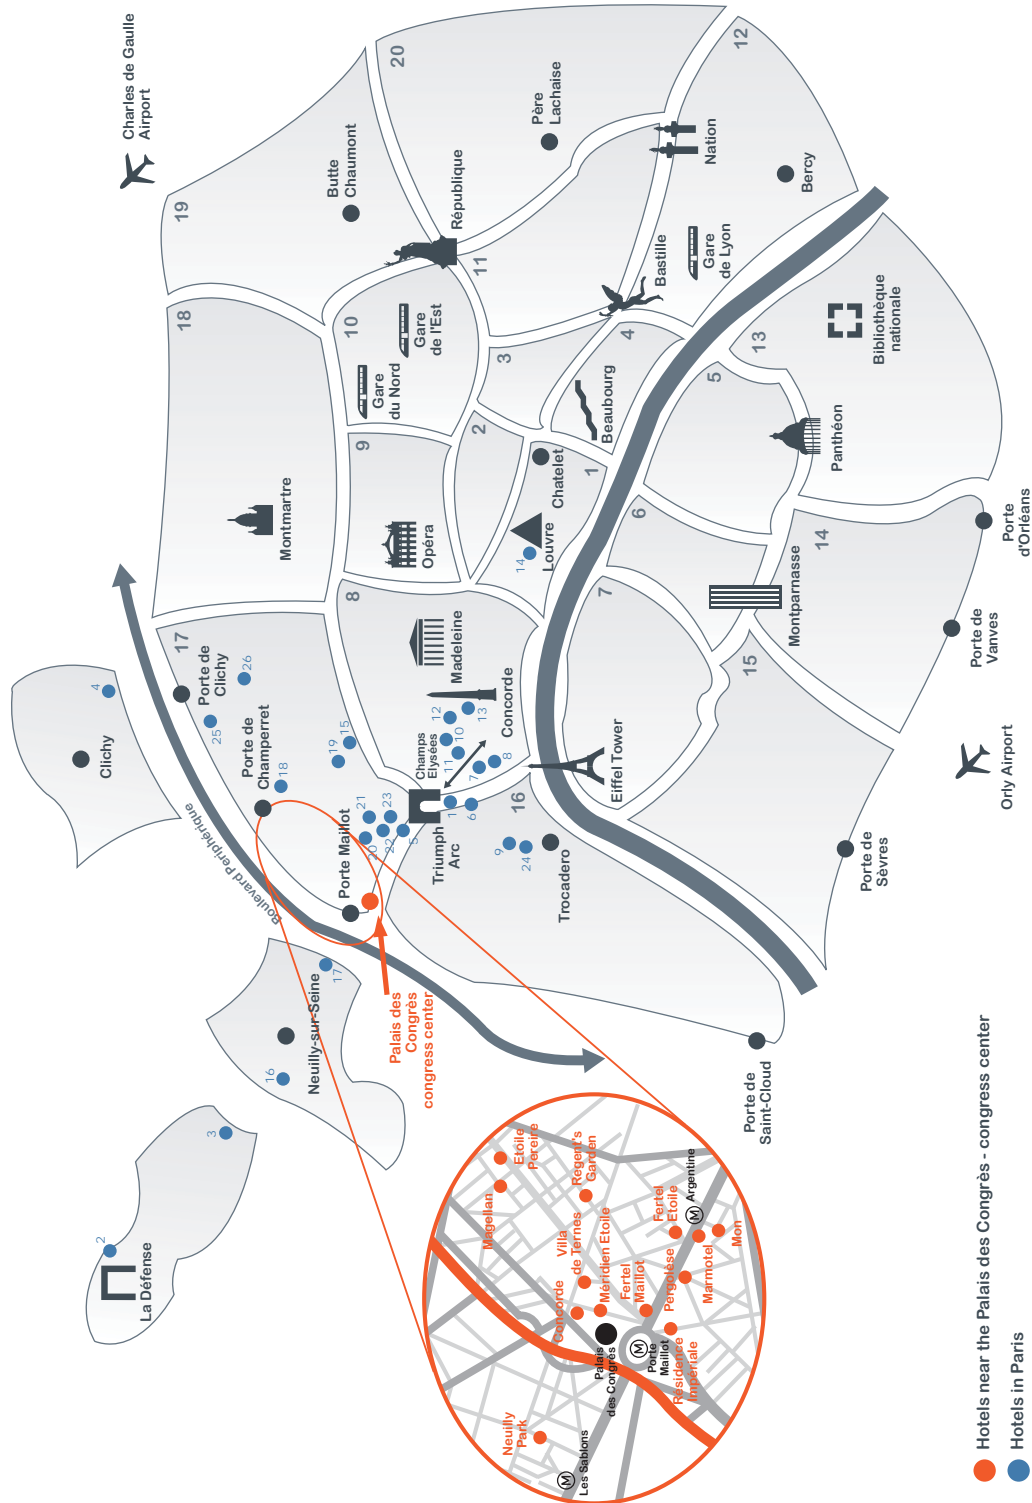 Charles de Gaulle
Airport
Clichy
4
Boulevard Periphérique
17
Porte de
Clichy
25
26
Porte de
Champerret
18
18
Montmartre
19
Butte
Chaumont
20
Père
Lachaise
République
11
10
Gare
du Nord
Gare
de l'Est
9
Opéra
8
Madeleine
19
15
Champs
Elysées
12
13
10
11
7
8
Concorde
Porte Maillot
21
23
20
22
5
Triumph
Arc
1
6
2
3
Chatelet
1
Louvre
14
Beaubourg
4
Bastille
Gare
de Lyon
Nation
12
Bercy
16
9
24
Trocadero
Eiffel Tower
7
6
5
13
Panthéon
Bibliothèque
nationale
Montparnasse
14
15
Porte
d'Orléans
Porte de
Vanves
Orly Airport
Porte de
Sèvres
Porte de
Saint-Cloud
La Défense
2
3
Neuilly-sur-Seine
16
17
Palais des
Congrès
congress center
Etoile
Pereire
Magellan
Regent's
Garden
Villa
de Ternes
Concorde
Méridien Etoile
Fertel
Maillot
Fertel
Etoile
Argentine
M
Pergolèse
Marmotel
Mon
Palais
des Congrès
M
Porte
Maillot
Résidence
Impériale
Neuilly
Park
M
Les Sablons
Hotels near the Palais des Congrès - congress center
Hotels in Paris